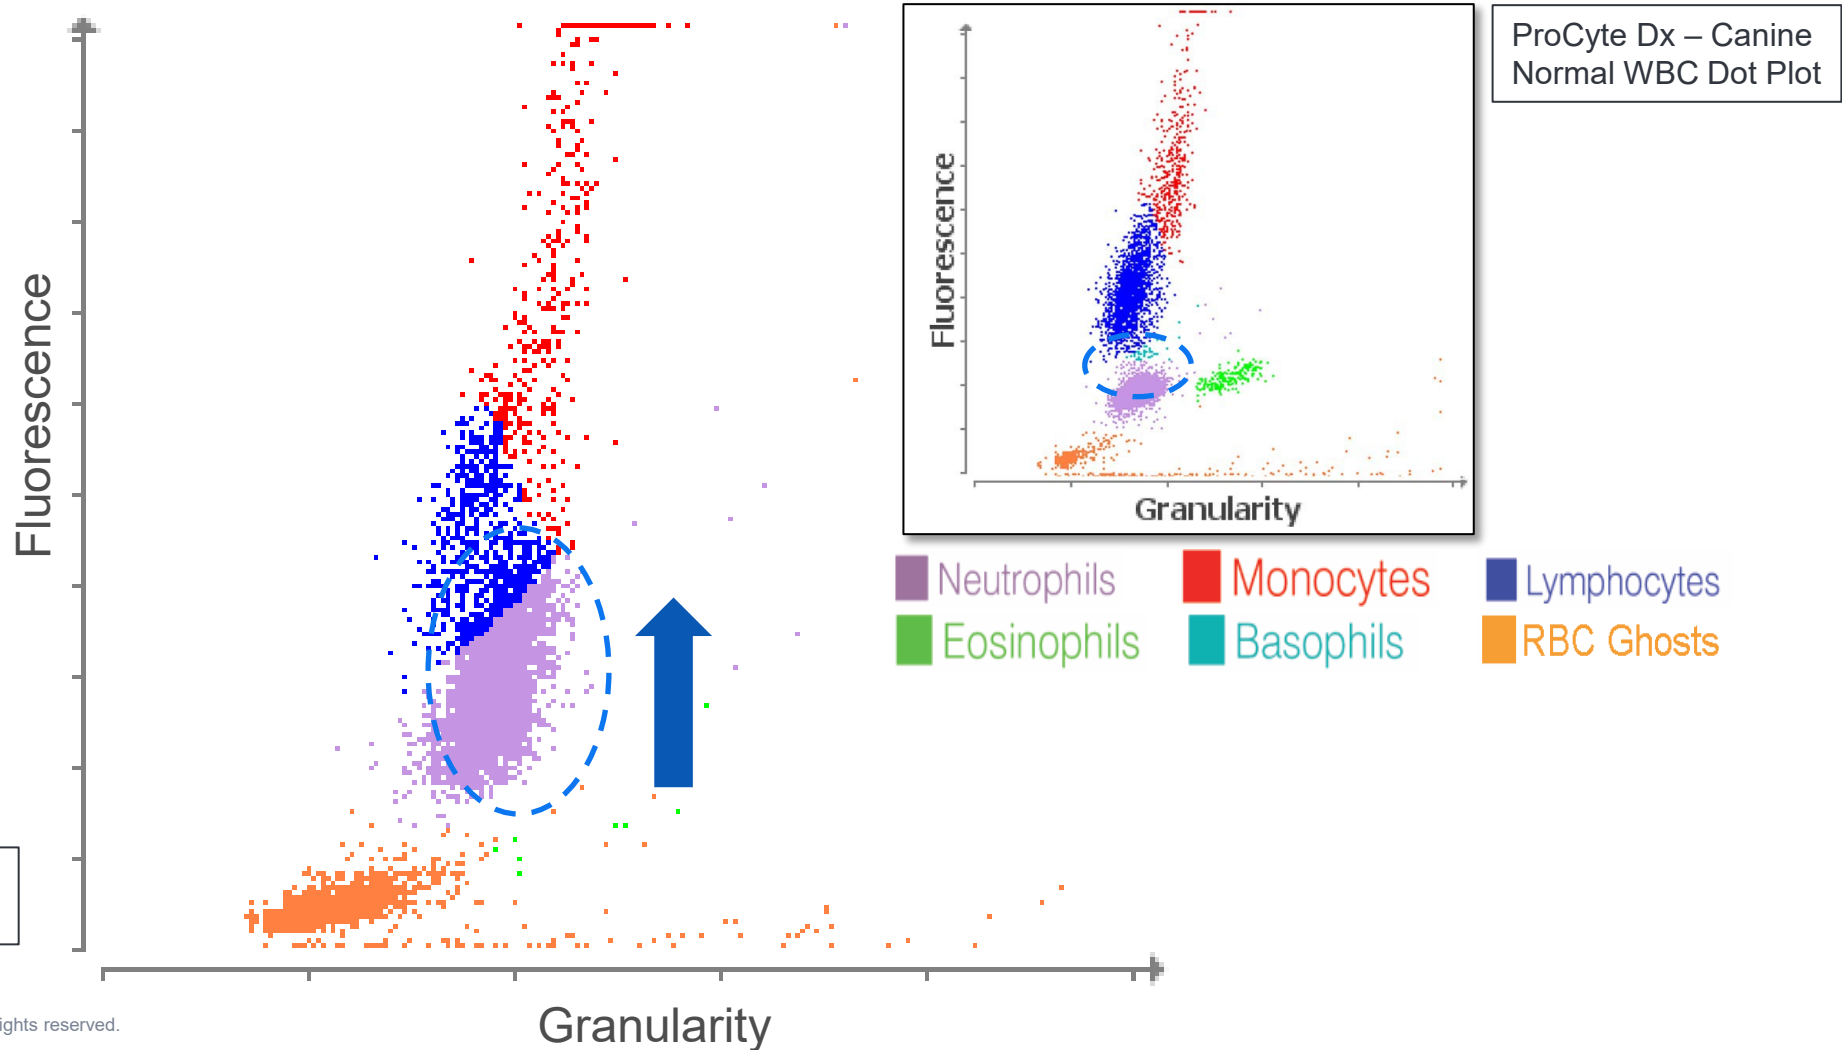 ProCyte Dx – Canine
Normal WBC Dot Plot
Fluorescence
Granularity
Fluorescence
Neutrophils
Monocytes
Lymphocytes
Eosinophils
Basophils
RBC Ghosts
Granularity
ights reserved.